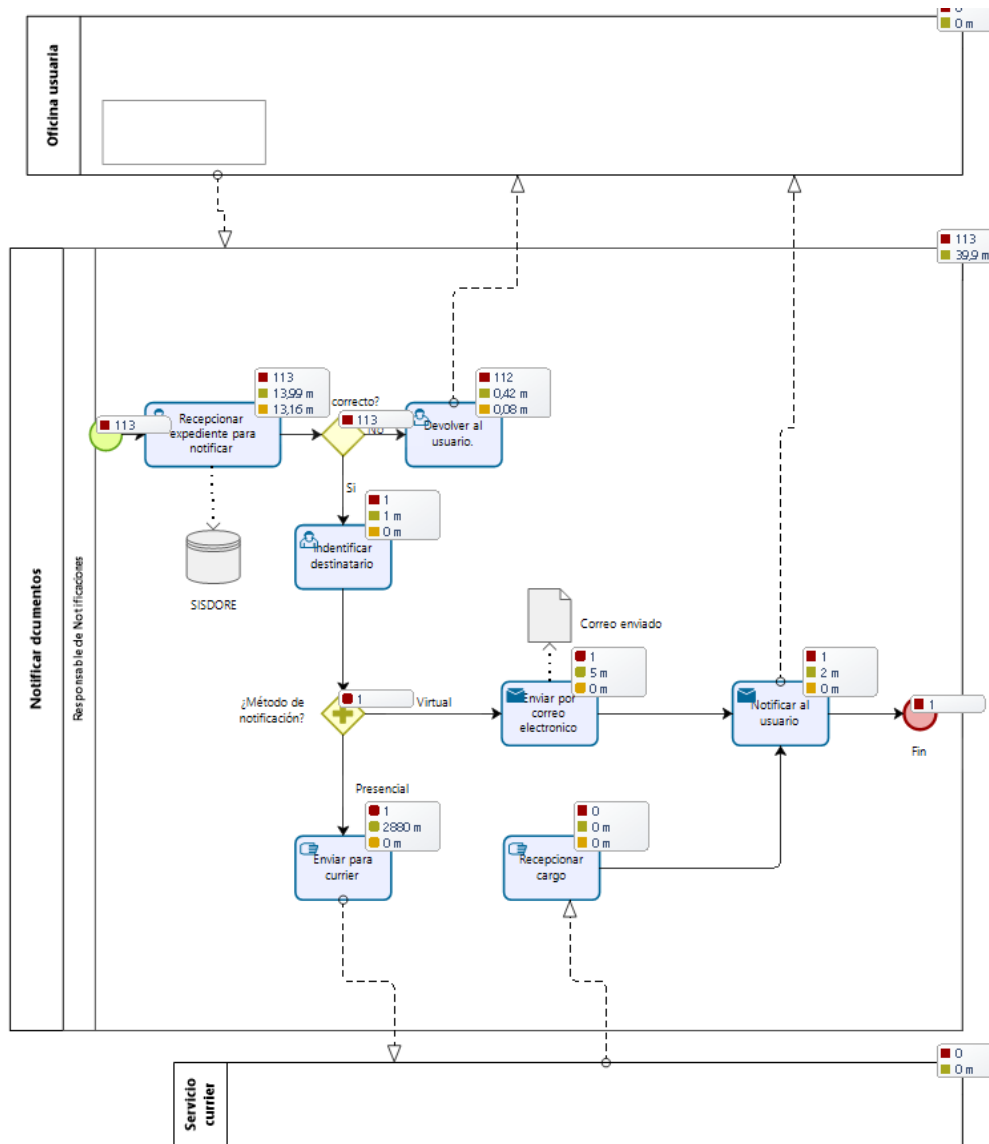 0
0 m
Oficina usuaria
113
39,9 m
Notificar dcumentos
Responsable de Notificaciones
113
Recepcionar
expediente para
notificar
113
13,99 m
13,16 m
correcto?
113
No
Devolver al
usuario.
112
0,42 m
0,08 m
Si
1
1 m
0 m
Indentificar
destinatario
SISDORE
Correo enviado
¿Método de
notificación?
1
Virtual
1
5 m
0 m
Enviar por
correo
electronico
1
2 m
0 m
Notificar al
usuario
1
Fin
Presencial
1
2880 m
0 m
Enviar para
currier
0
0 m
0 m
Recepcionar
cargo
0
0 m
Servicio
currier